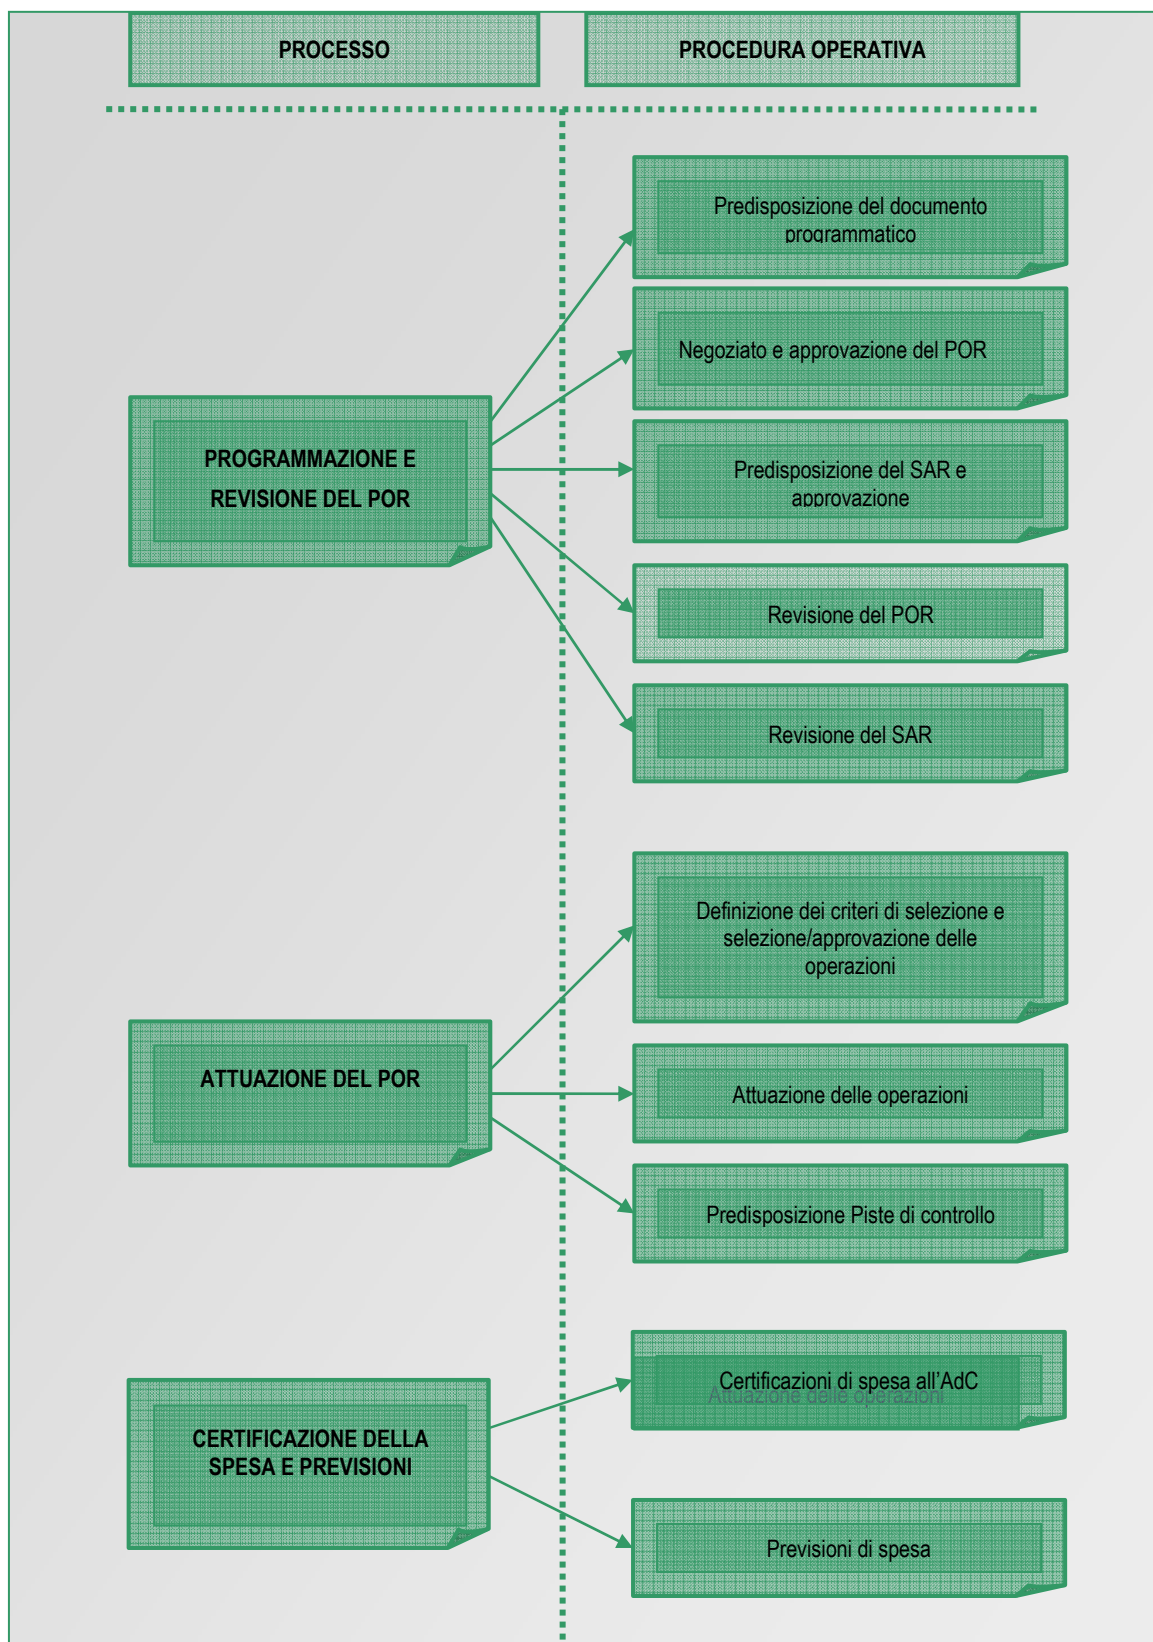 PROCESSO
PROCEDURA OPERATIVA
Predisposizione del documento
programmatico
Negoziato e approvazione del POR
PROGRAMMAZIONE E
REVISIONE DEL POR
Predisposizione del SAR e
approvazione
Revisione del POR
Revisione del SAR
Definizione dei criteri di selezione e
selezione/approvazione delle
operazioni
ATTUAZIONE DEL POR
Attuazione delle operazioni
Predisposizione Piste di controllo
Certificazioni di spesa all’AdC
Attuazione delle operazioni
CERTIFICAZIONE DELLA
SPESA E PREVISIONI
Previsioni di spesa